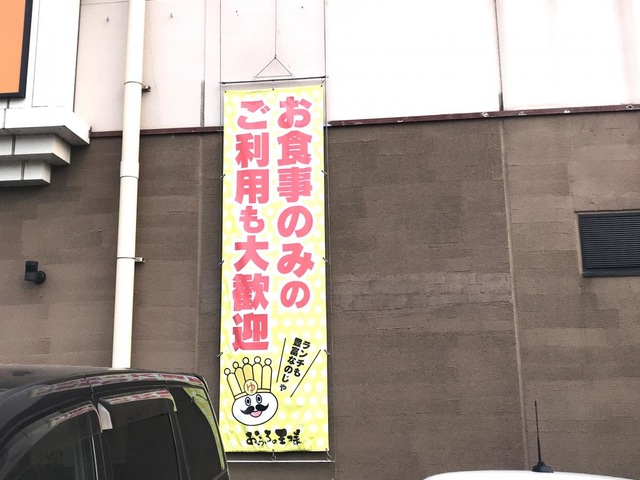 お食事のみの
ご利用も大歓迎
ランチも
豊富なのじゃ
ゆ
おふろの王様